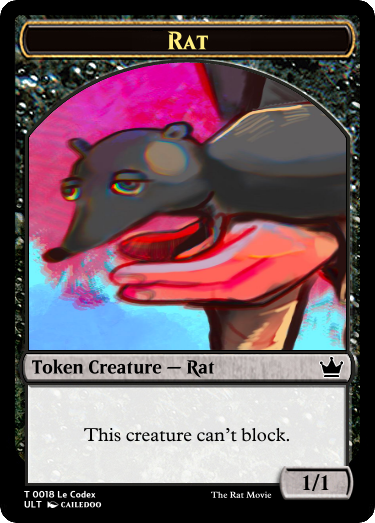 Rat
Token Creature — Rat
This creature can't block.
1/1
T 0018 Le Codex
ULT CAILEDOO
The Rat Movie